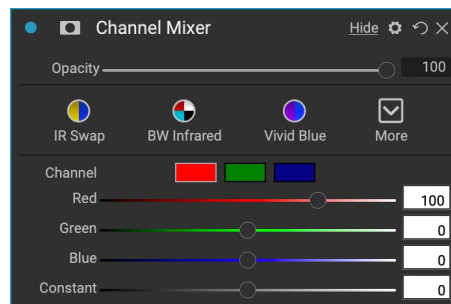 Channel Mixer Hide
Opacity 100
IR Swap BW Infrared Vivid Blue More
Channel
Red 100
Green 0
Blue 0
Constant 0